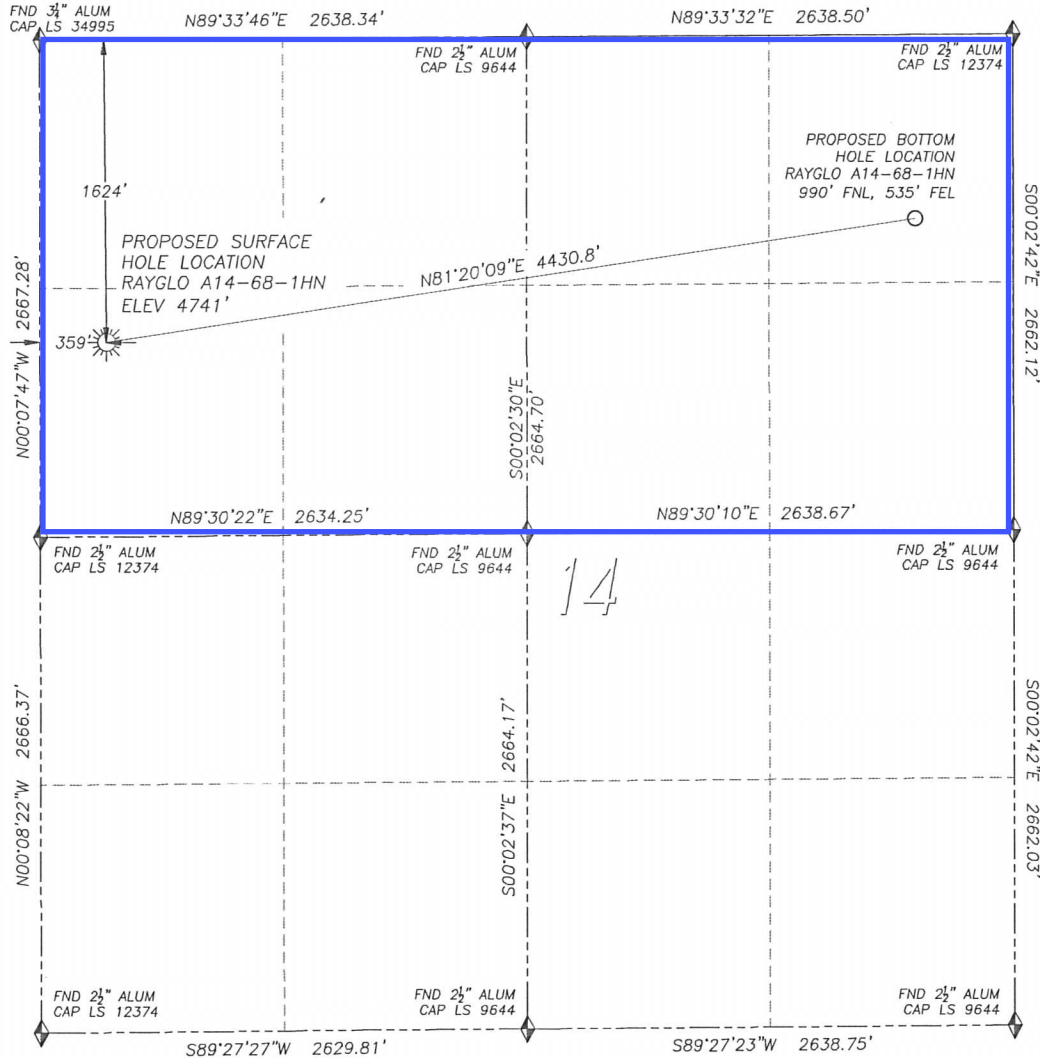 FND 3¼" ALUM
CAP LS 34995
N89°33'46"E 2638.34'
N89°33'32"E 2638.50'
FND 2½" ALUM
CAP LS 9644
FND 2½" ALUM
CAP LS 12374
PROPOSED BOTTOM
HOLE LOCATION
RAYGLO A14-68-1HN
990' FNL, 535' FEL
1624'
PROPOSED SURFACE
HOLE LOCATION
RAYGLO A14-68-1HN
ELEV 4741'
N81°20'09"E 4430.8'
359'
N00°07'47"W 2667.28'
S00°02'30"E
2664.70'
S00°02'42"E 2662.12'
N89°30'22"E 2634.25'
N89°30'10"E 2638.67'
FND 2½" ALUM
CAP LS 12374
FND 2½" ALUM
CAP LS 9644
FND 2½" ALUM
CAP LS 9644
14
N00°08'22"W 2666.37'
S00°02'37"E 2664.17'
S00°02'42"E 2662.03'
FND 2½" ALUM
CAP LS 12374
FND 2½" ALUM
CAP LS 9644
FND 2½" ALUM
CAP LS 9644
S89°27'27"W 2629.81'
S89°27'23"W 2638.75'